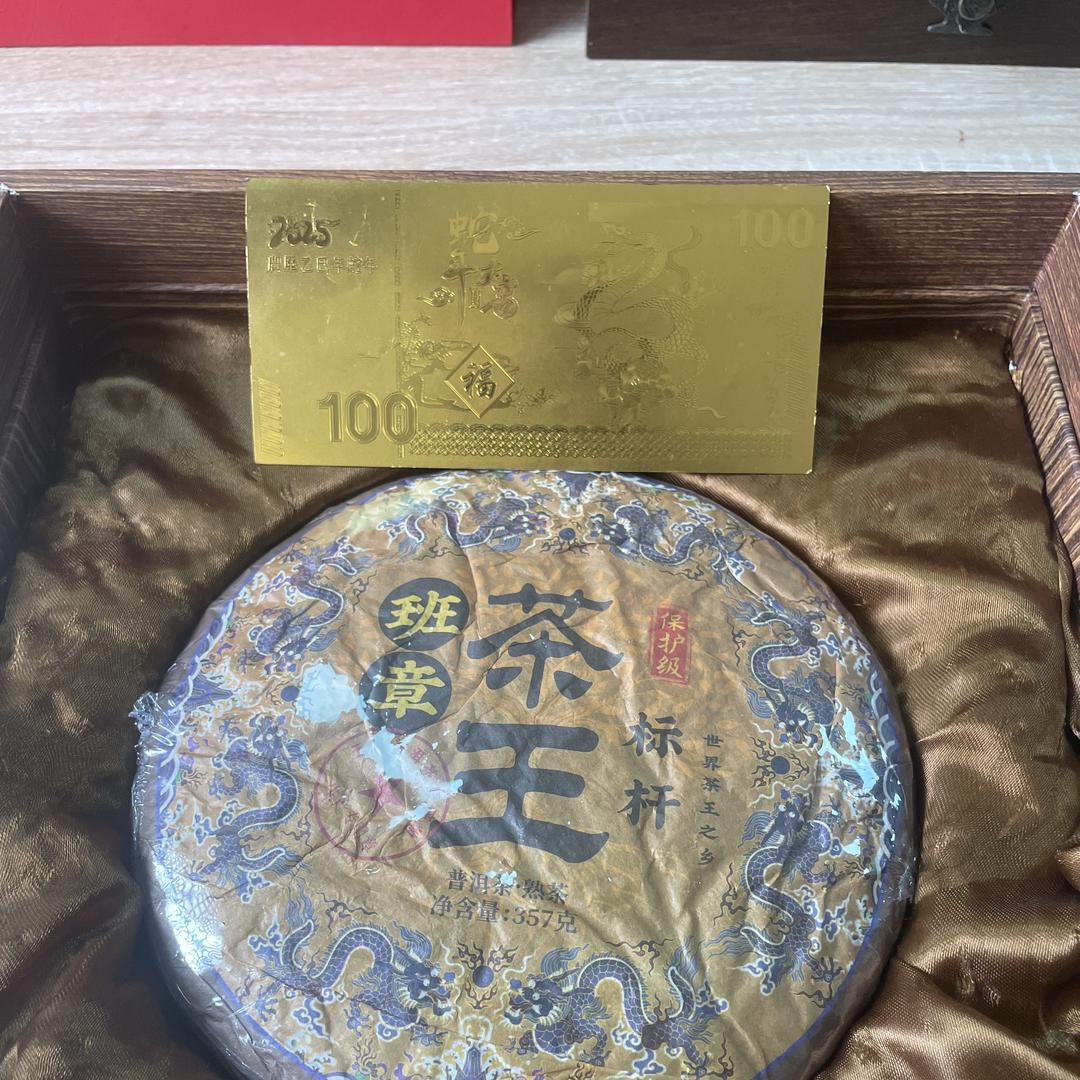 2025
100
蛇
年大
福
100
班章
茶王
保护级
标杆
世界茶王之乡
普洱茶·熟茶
净含量:357克